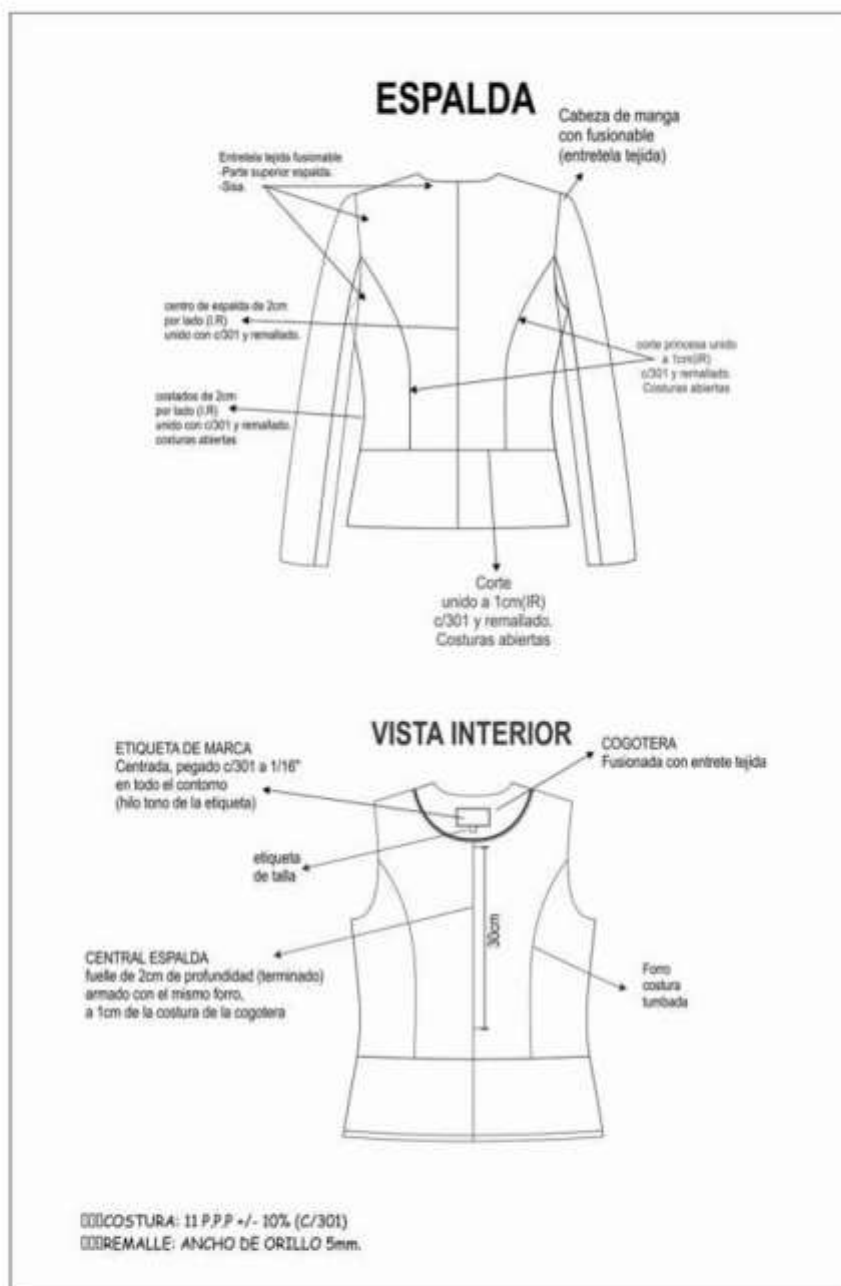 ESPALDA
Cabeza de manga
con fusionable
(entretela tejida)
Entretela tejida fusionable
-Parte superior espalda.
-Sisa.
centro de espalda de 2cm
por lado (I.R)
unido con c/301 y remallado.
corte princesa unido
a 1cm(IR)
c/301 y remallado.
Costuras abiertas
costados de 2cm
por lado (I.R)
unido con c/301 y remallado.
costuras abiertas
Corte
unido a 1cm(IR)
c/301 y remallado.
Costuras abiertas
VISTA INTERIOR
ETIQUETA DE MARCA
Centrada, pegado c/301 a 1/16"
en todo el contorno
(hilo tono de la etiqueta)
COGOTERA
Fusionada con entrete tejida
etiqueta
de talla
30cm
CENTRAL ESPALDA
fuelle de 2cm de profundidad (terminado)
armado con el mismo forro,
a 1cm de la costura de la cogotera
Forro
costura
tumbada
COSTURA: 11 P.P.P +/- 10% (C/301)
REMALLE: ANCHO DE ORILLO 5mm.